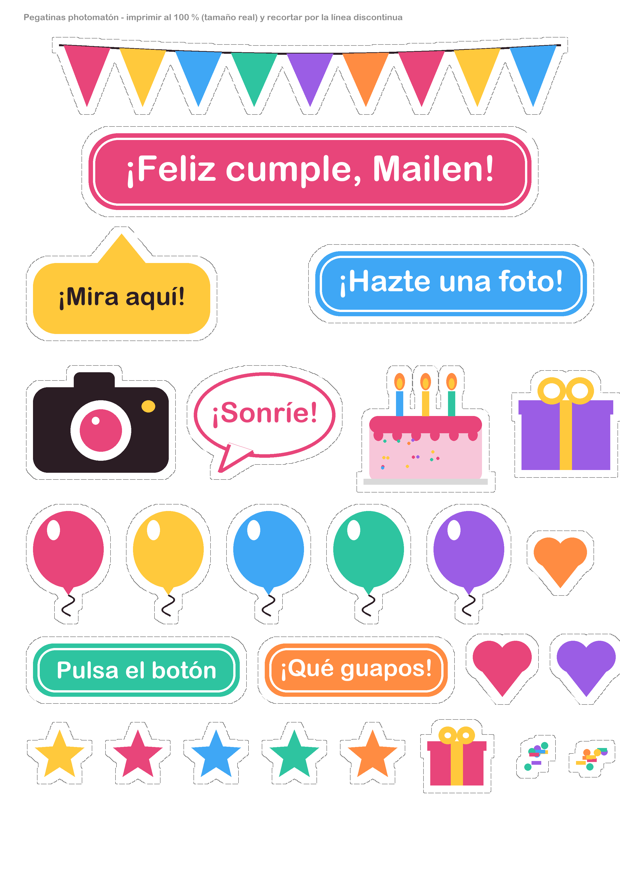 Pegatinas photomatón - imprimir al 100 % (tamaño real) y recortar por la línea discontinua
¡Feliz cumple, Mailen!
¡Mira aquí!
¡Hazte una foto!
¡Sonríe!
Pulsa el botón
¡Qué guapos!